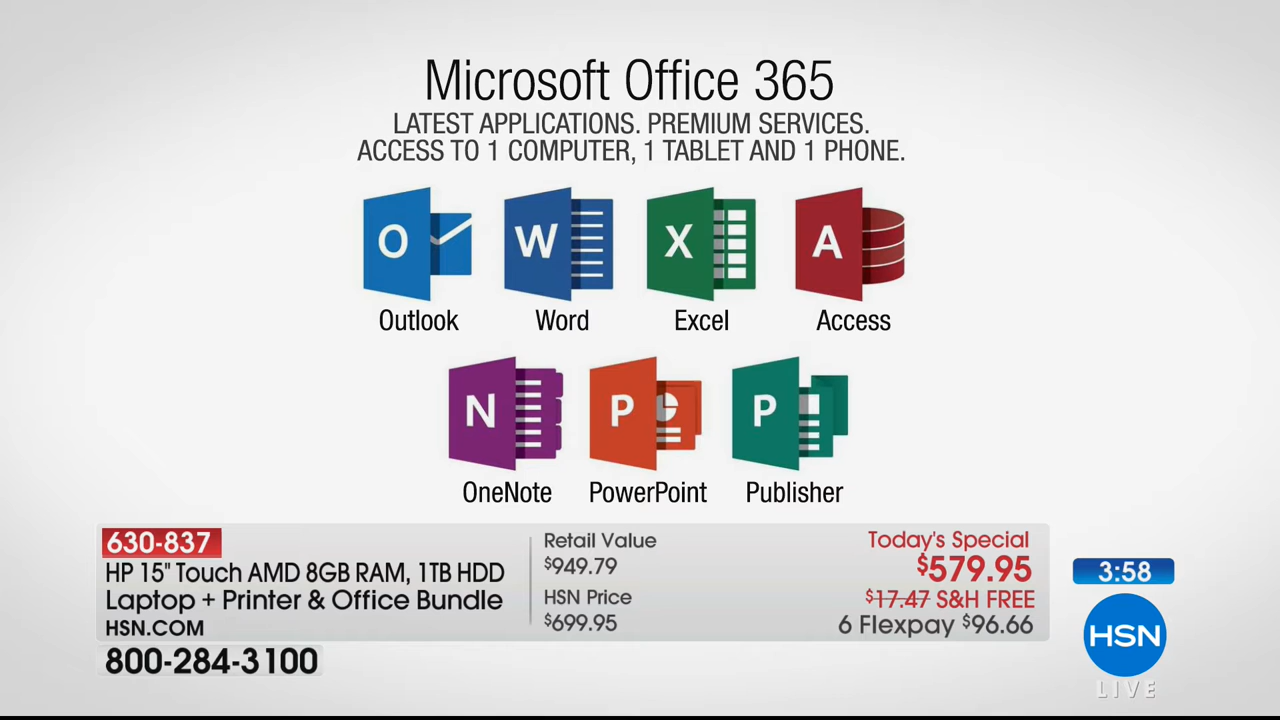 Microsoft Office 365
LATEST APPLICATIONS. PREMIUM SERVICES.
ACCESS TO 1 COMPUTER, 1 TABLET AND 1 PHONE.
O W X A
Outlook Word Excel Access
N P P
OneNote PowerPoint Publisher
630-837
HP 15" Touch AMD 8GB RAM, 1TB HDD
Laptop + Printer & Office Bundle
HSN.COM
800-284-3100
Retail Value
$949.79
HSN Price
$699.95
Today's Special
$579.95
$17.47 S&H FREE
6 Flexpay $96.66
3:58
HSN
LIVE